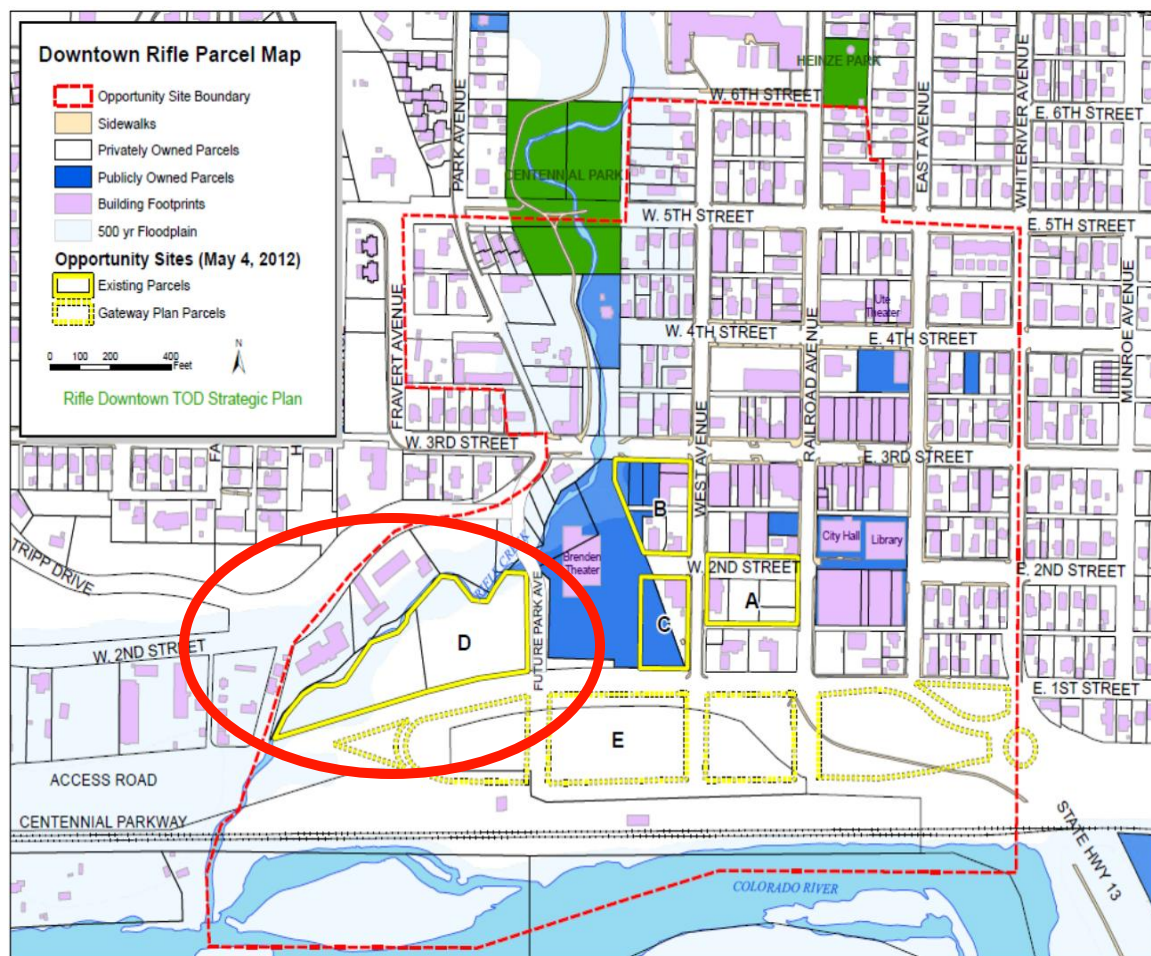 Downtown Rifle Parcel Map
Opportunity Site Boundary
Sidewalks
Privately Owned Parcels
Publicly Owned Parcels
Building Footprints
500 yr Floodplain
Opportunity Sites (May 4, 2012)
Existing Parcels
Gateway Plan Parcels
0 100 200 400
Feet
N
Rifle Downtown TOD Strategic Plan
HEINZE PARK
W. 6TH STREET
E. 6TH STREET
PARK AVENUE
EAST AVENUE
WHITERIVER AVENUE
CENTENNIAL PARK
W. 5TH STREET
E. 5TH STREET
FRAVERT AVENUE
Ute
Theater
W. 4TH STREET
E. 4TH STREET
MUNROE AVENUE
WEST AVENUE
RAILROAD AVENUE
W. 3RD STREET
E. 3RD STREET
FA
H
B
City Hall
Library
TRIPP DRIVE
RIFLE CREEK
Brenden
Theater
W. 2ND STREET
E. 2ND STREET
A
C
D
FUTURE PARK AVE
W. 2ND STREET
E. 1ST STREET
E
ACCESS ROAD
CENTENNIAL PARKWAY
STATE HWY 13
COLORADO RIVER